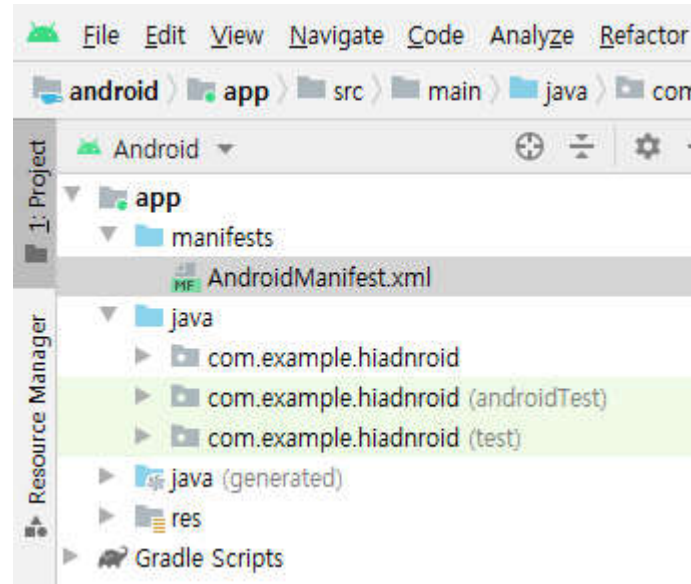 File Edit View Navigate Code Analyze Refactor
android app src main java com
1: Project
Android
app
manifests
MF AndroidManifest.xml
java
com.example.hiadnroid
com.example.hiadnroid (androidTest)
com.example.hiadnroid (test)
Resource Manager
java (generated)
res
Gradle Scripts